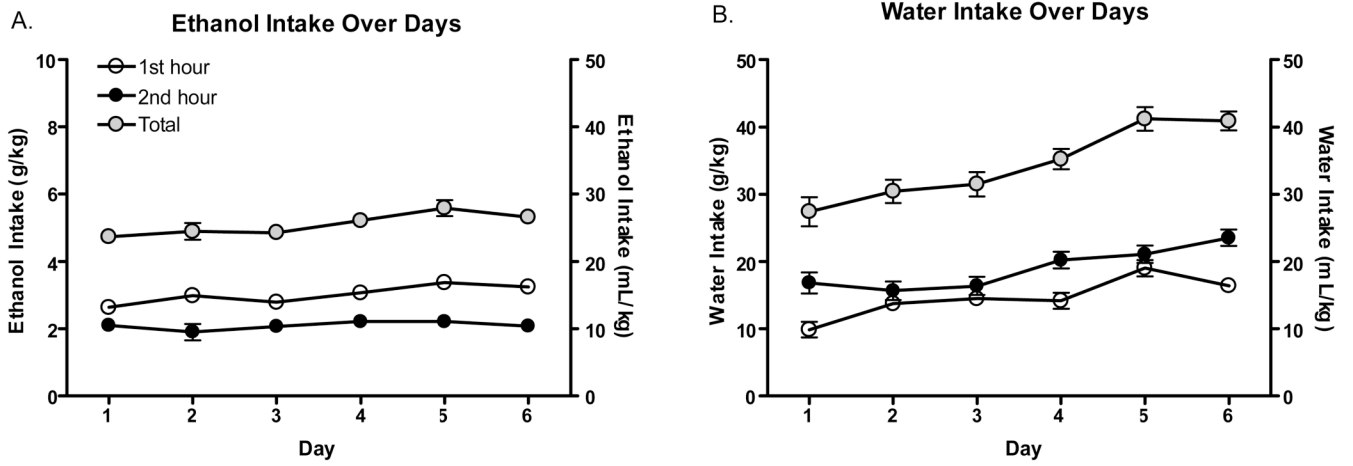 A.
Ethanol Intake Over Days
1st hour
2nd hour
Total
Ethanol Intake (g/kg)
10
8
6
4
2
0
Ethanol Intake (mL/kg)
50
40
30
20
10
0
1 2 3 4 5 6
Day
B.
Water Intake Over Days
Water Intake (g/kg)
50
40
30
20
10
0
Water Intake (mL/kg)
50
40
30
20
10
0
1 2 3 4 5 6
Day